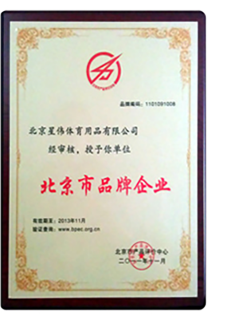 品牌编码：1101091008
北京星伟体育用品有限公司
经审核，授予你单位
北京市品牌企业
有效期至：2013年11月
验证查询：www.bpec.org.cn
北京市产品评价中心
二〇一一年十一月